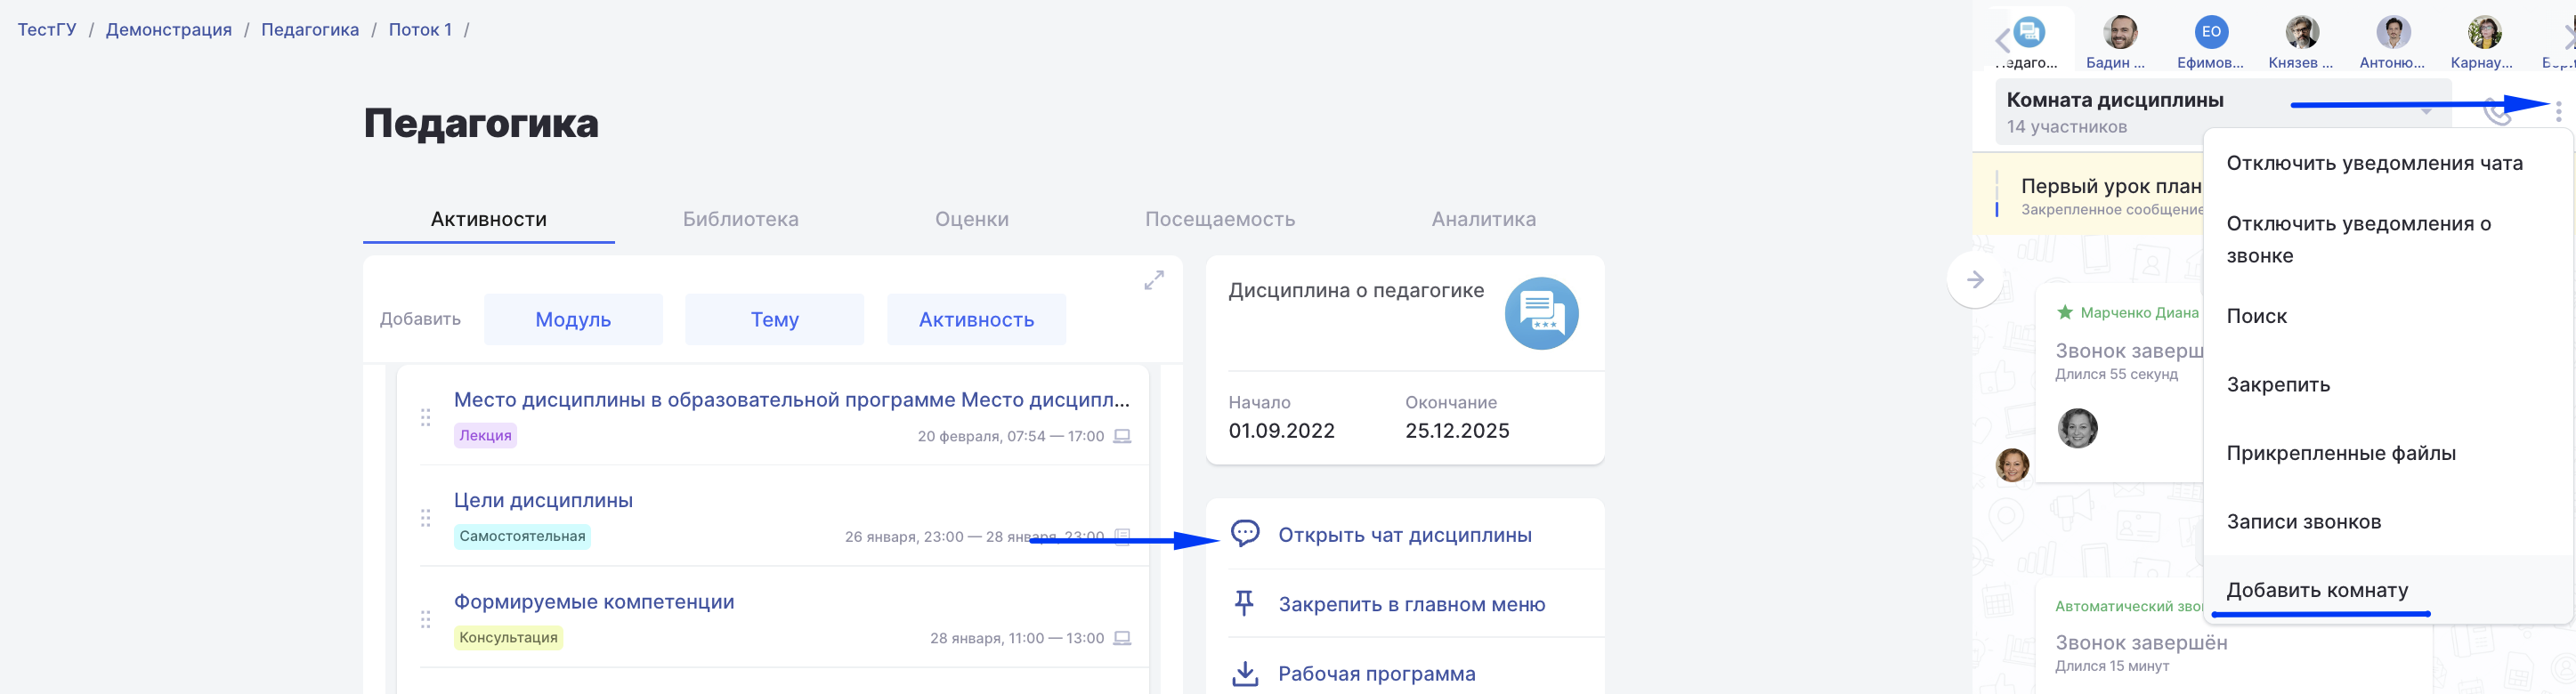 ТестГУ / Демонстрация / Педагогика / Поток 1 /
Педагогика
Активности
Библиотека
Оценки
Посещаемость
Аналитика
Добавить
Модуль
Тему
Активность
Место дисциплины в образовательной программе Место дисципл...
Лекция
20 февраля, 07:54 — 17:00
Цели дисциплины
Самостоятельная
26 января, 23:00 — 28 января, 23:00
Формируемые компетенции
Консультация
28 января, 11:00 — 13:00
Дисциплина о педагогике
Начало
01.09.2022
Окончание
25.12.2025
Открыть чат дисциплины
Закрепить в главном меню
Рабочая программа
Бадин ...
ЕО
Ефимов...
Князев ...
Антоню...
Карнау...
Комната дисциплины
14 участников
Первый урок план
Закрепленное сообщение
Марченко Диана
Звонок заверш
Длился 55 секунд
Автоматический зво
Звонок завершён
Длился 15 минут
Отключить уведомления чата
Отключить уведомления о
звонке
Поиск
Закрепить
Прикрепленные файлы
Записи звонков
Добавить комнату